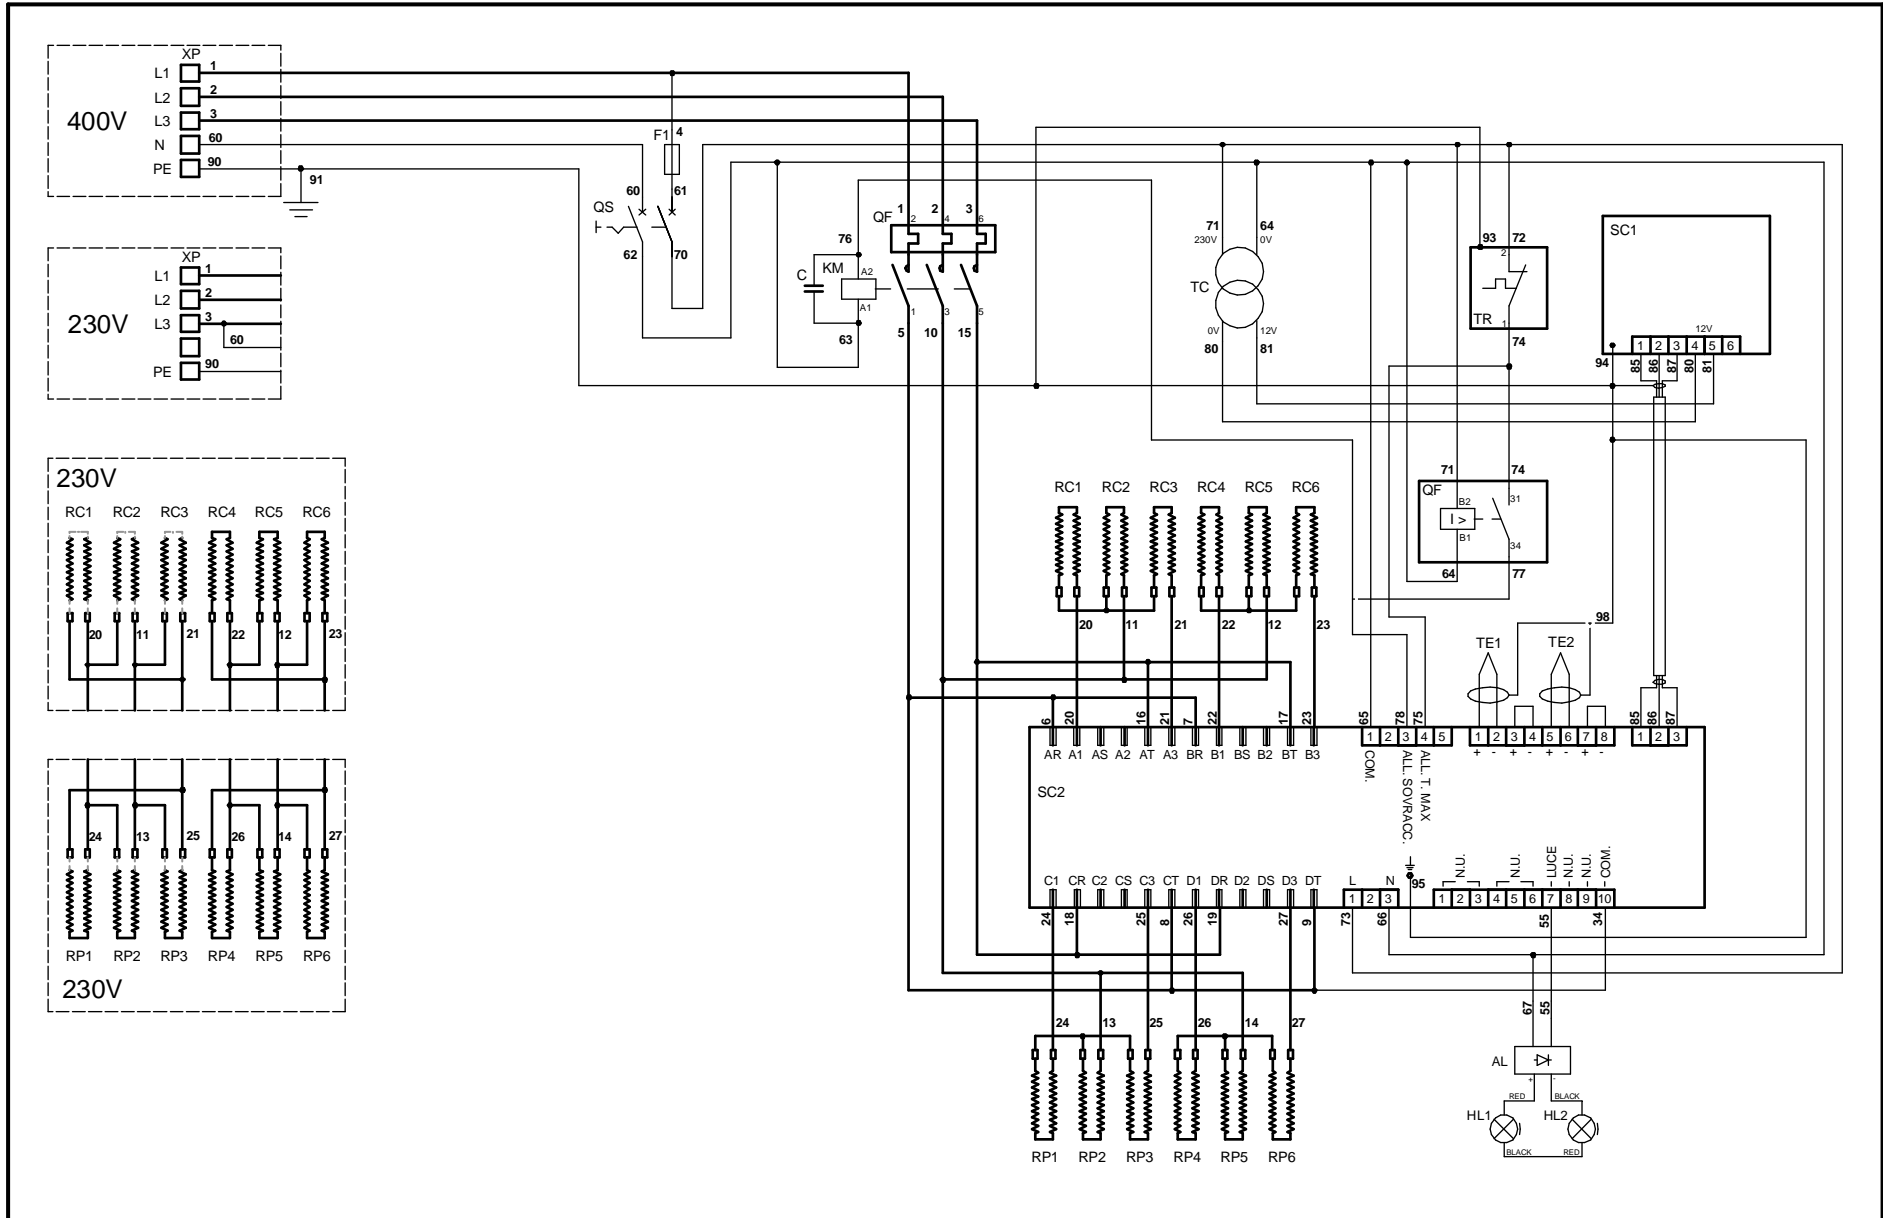 400V
XP
L1 1
L2 2
L3 3
N 60
PE 90
91
230V
XP
L1 1
L2 2
L3 3
60
PE 90
230V
RC1 RC2 RC3 RC4 RC5 RC6
20 11 21 22 12 23
24 13 25 26 14 27
RP1 RP2 RP3 RP4 RP5 RP6
230V
F1 4
60 61
QS
62 70
76
C KM A2
A1
63
1 2 3
QF 2 4 6
1 3 5
5 10 15
71 64
230V 0V
TC
0V 12V
80 81
93 72
2
TR 1
74
SC1
12V
1 2 3 4 5 6
94 85 86 87 80 81
71 74
QF
B2 31
I >
B1 34
64 77
98
TE1 TE2
RC1 RC2 RC3 RC4 RC5 RC6
20 11 21 22 12 23
6 20 16 21 7 22 17 23
AR A1 AS A2 AT A3 BR B1 BS B2 BT B3
65 78 75
1 2 3 4 5
COM.
ALL. SOVRACC.
ALL. T. MAX
1 2 3 4 5 6 7 8
+ - + - + - + -
85 86 87
1 2 3
SC2
C1 CR C2 CS C3 CT D1 DR D2 DS D3 DT
24 18 25 8 26 19 27 9
L N
1 2 3
73 66
95
N.U. N.U. LUCE N.U. N.U. COM.
1 2 3 4 5 6 7 8 9 10
55 34
24 13 25 26 14 27
RP1 RP2 RP3 RP4 RP5 RP6
67 55
AL
+ -
RED BLACK
HL1 HL2
BLACK RED